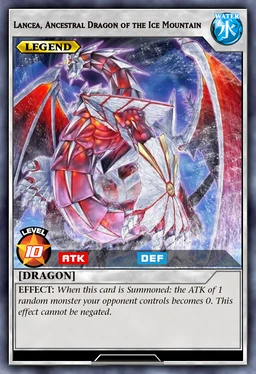 Lancea, Ancestral Dragon of the Ice Mountain
WATER
水
LEGEND
LEVEL
10
ATK
DEF
[DRAGON]
EFFECT: When this card is Summoned: the ATK of 1
random monster your opponent controls becomes 0. This
effect cannot be negated.